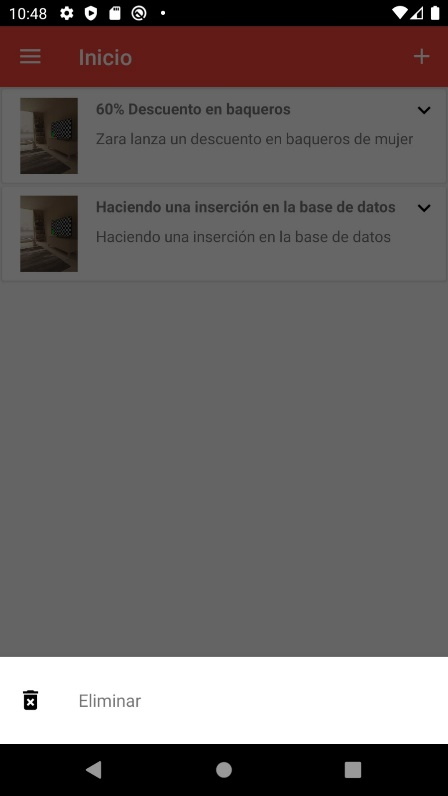 10:48
Inicio
60% Descuento en baqueros
Zara lanza un descuento en baqueros de mujer
Haciendo una inserción en la base de datos
Haciendo una inserción en la base de datos
Eliminar